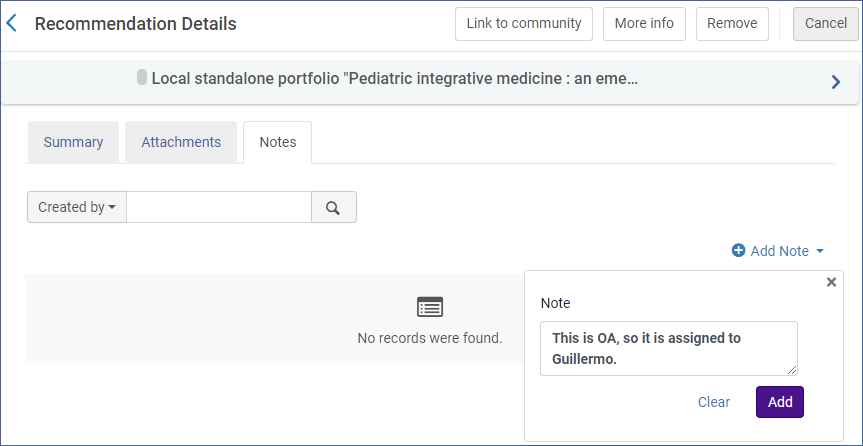 Recommendation Details
Link to community
More info
Remove
Cancel
Local standalone portfolio "Pediatric integrative medicine : an eme...
Summary
Attachments
Notes
Created by
Add Note
No records were found.
Note
This is OA, so it is assigned to
Guillermo.
Clear
Add